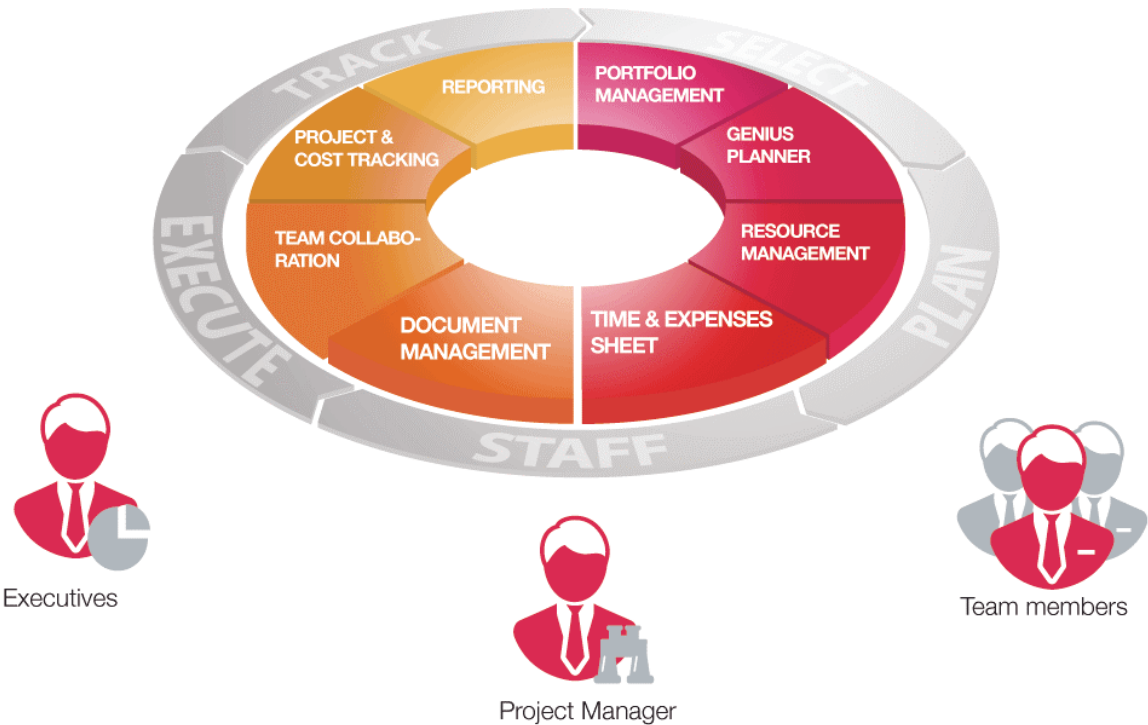 TRACK
SELECT
REPORTING
PORTFOLIO
MANAGEMENT
PROJECT &
COST TRACKING
GENIUS
PLANNER
EXECUTE
TEAM COLLABO-
RATION
RESOURCE
MANAGEMENT
PLAN
DOCUMENT
MANAGEMENT
TIME & EXPENSES
SHEET
STAFF
Executives
Project Manager
Team members